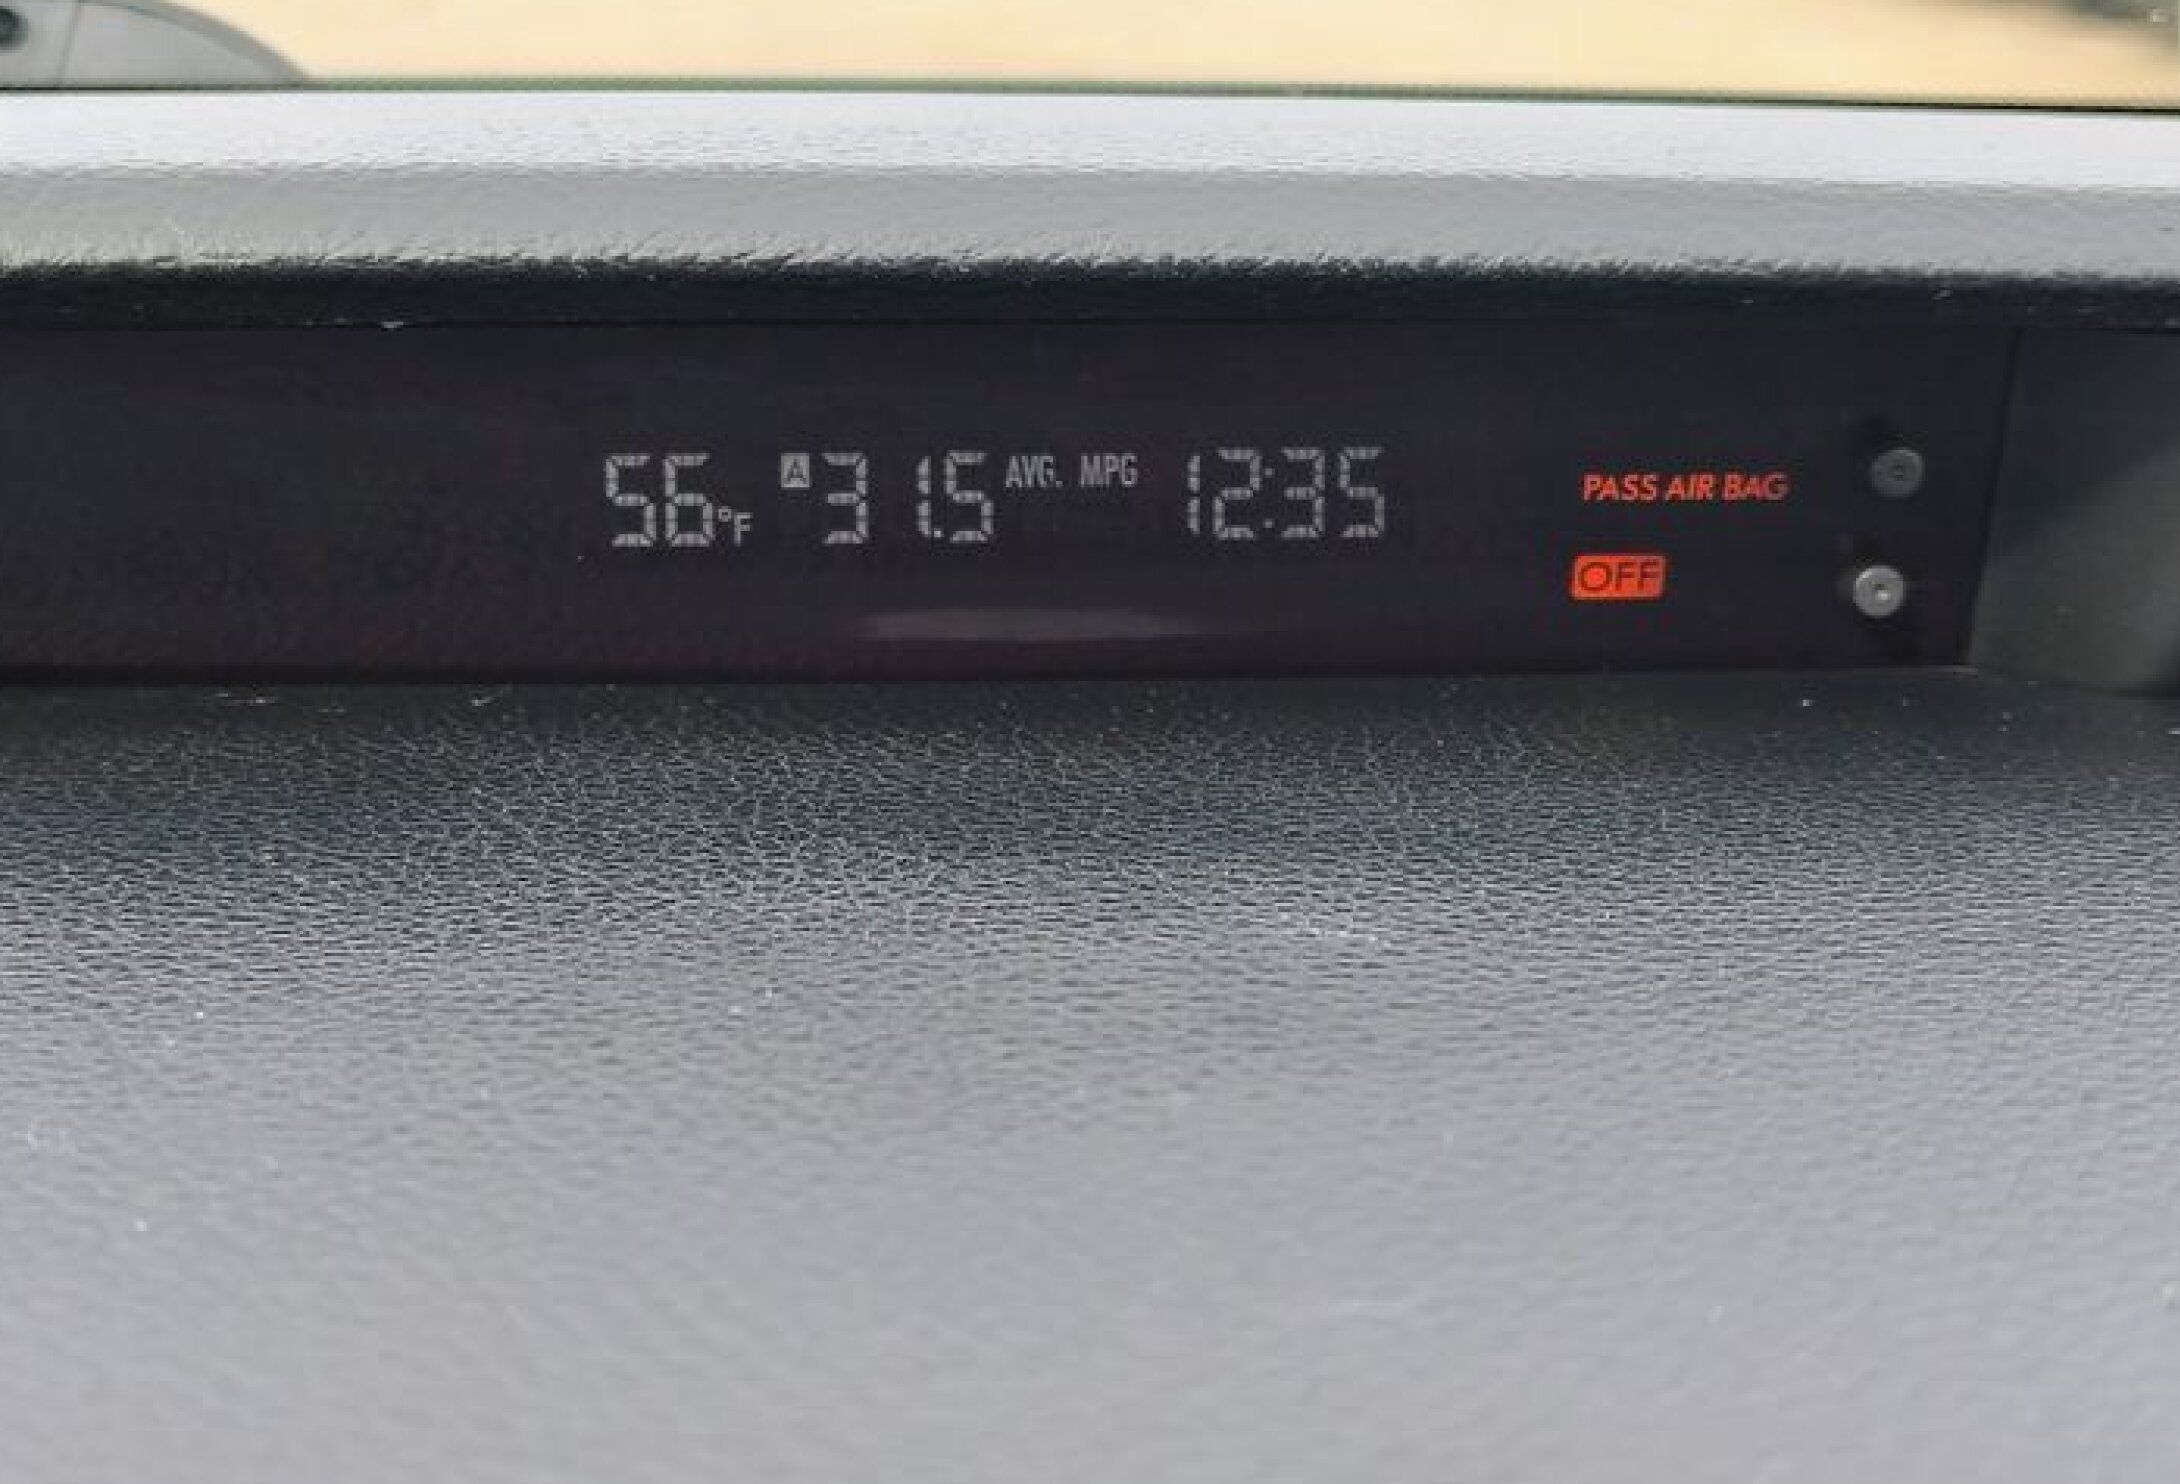 56°F A 31.5 AVG. MPG 12:35
PASS AIR BAG
OFF